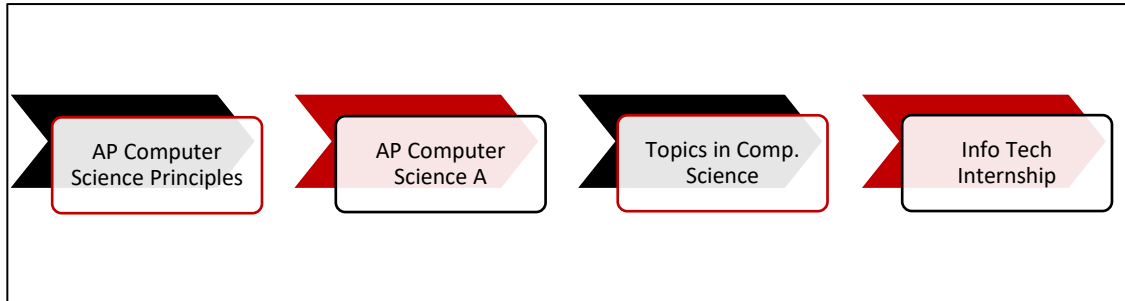 AP Computer
Science Principles
AP Computer
Science A
Topics in Comp.
Science
Info Tech
Internship